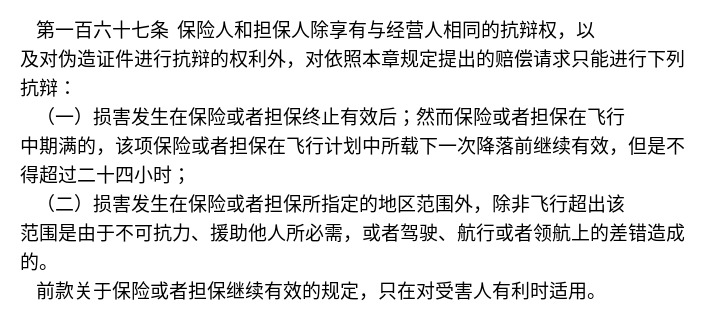 第一百六十七条 保险人和担保人除享有与经营人相同的抗辩权，以
及对伪造证件进行抗辩的权利外，对依照本章规定提出的赔偿请求只能进行下列
抗辩：
（一）损害发生在保险或者担保终止有效后；然而保险或者担保在飞行
中期满的，该项保险或者担保在飞行计划中所载下一次降落前继续有效，但是不
得超过二十四小时；
（二）损害发生在保险或者担保所指定的地区范围外，除非飞行超出该
范围是由于不可抗力、援助他人所必需，或者驾驶、航行或者领航上的差错造成
的。
前款关于保险或者担保继续有效的规定，只在对受害人有利时适用。